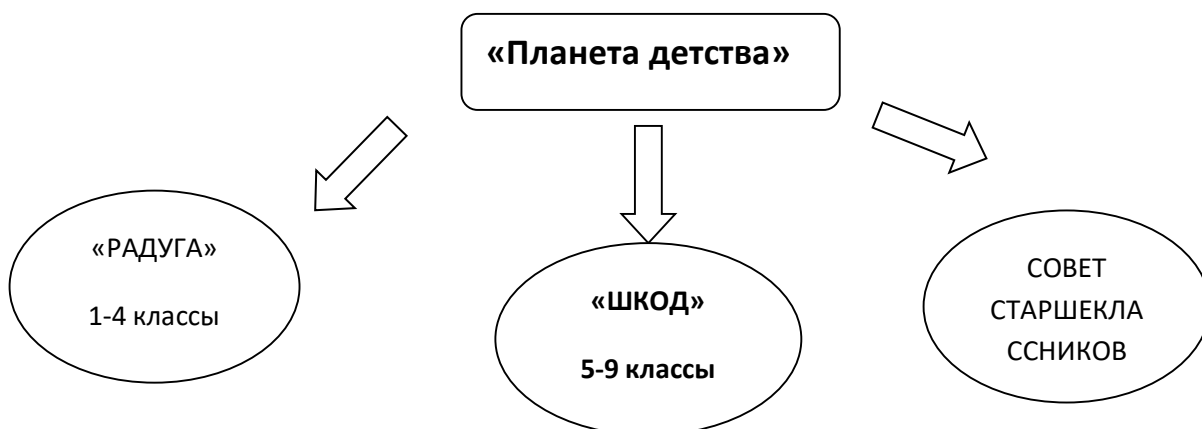 «Планета детства»
«РАДУГА»
1-4 классы
«ШКОД»
5-9 классы
СОВЕТ
СТАРШЕКЛА
ССНИКОВ